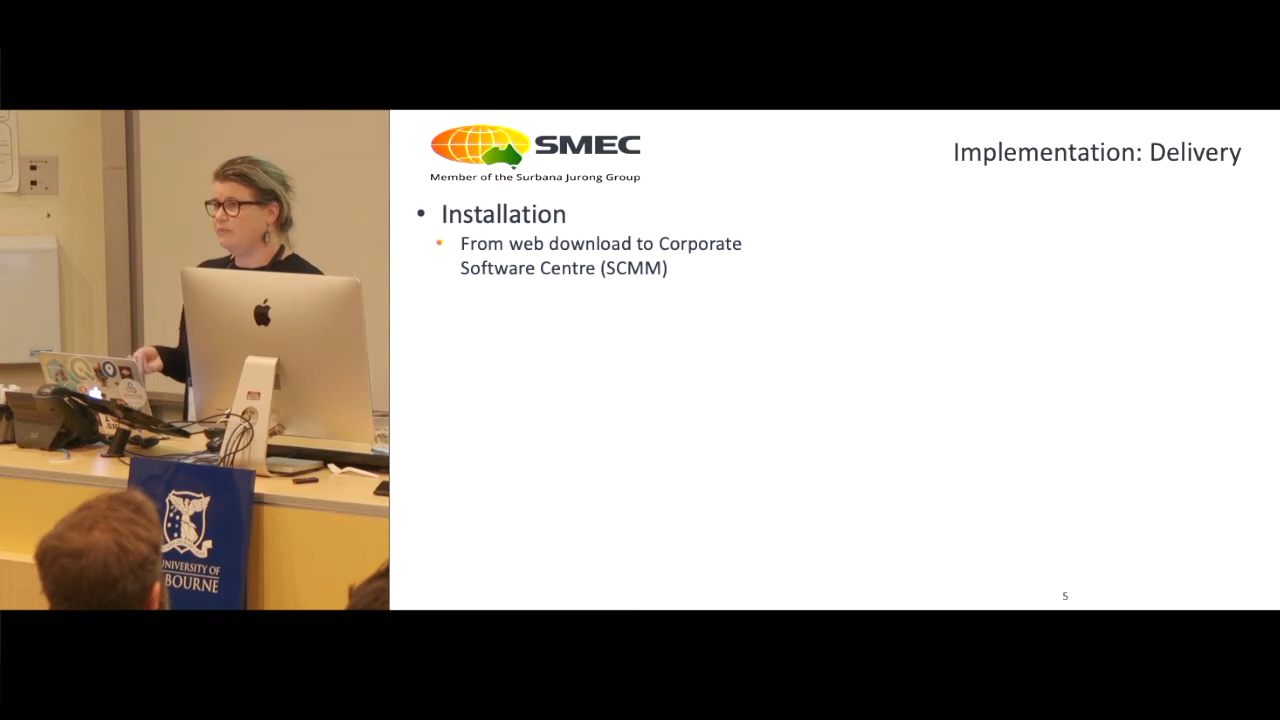 SMEC
Member of the Surbana Jurong Group
Implementation: Delivery
• Installation
• From web download to Corporate
Software Centre (SCMM)
5
UNIVERSITY OF
BOURNE